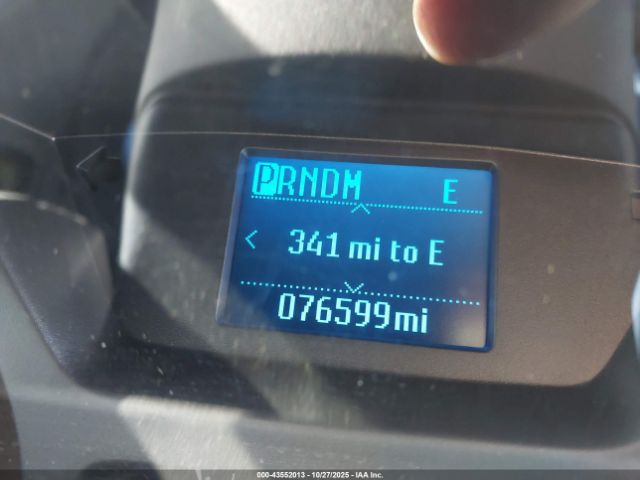 PRNDM E
341 mi to E
076599mi
000-43552013 - 10/27/2025 - IAA Inc.